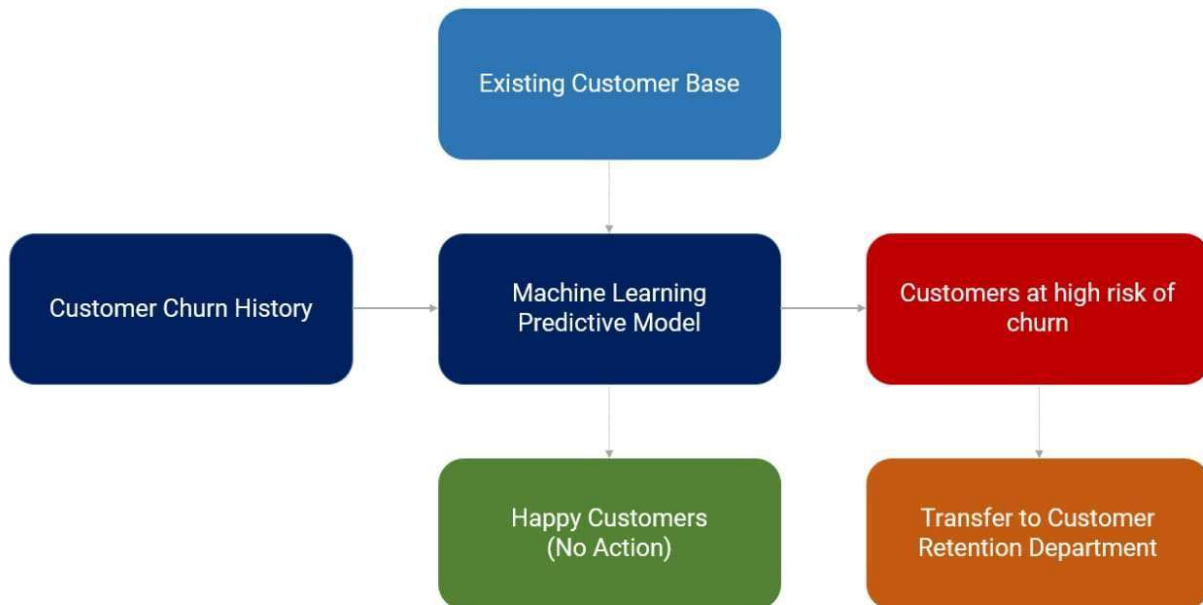 Existing Customer Base
Customer Churn History
Machine Learning
Predictive Model
Customers at high risk of
churn
Happy Customers
(No Action)
Transfer to Customer
Retention Department